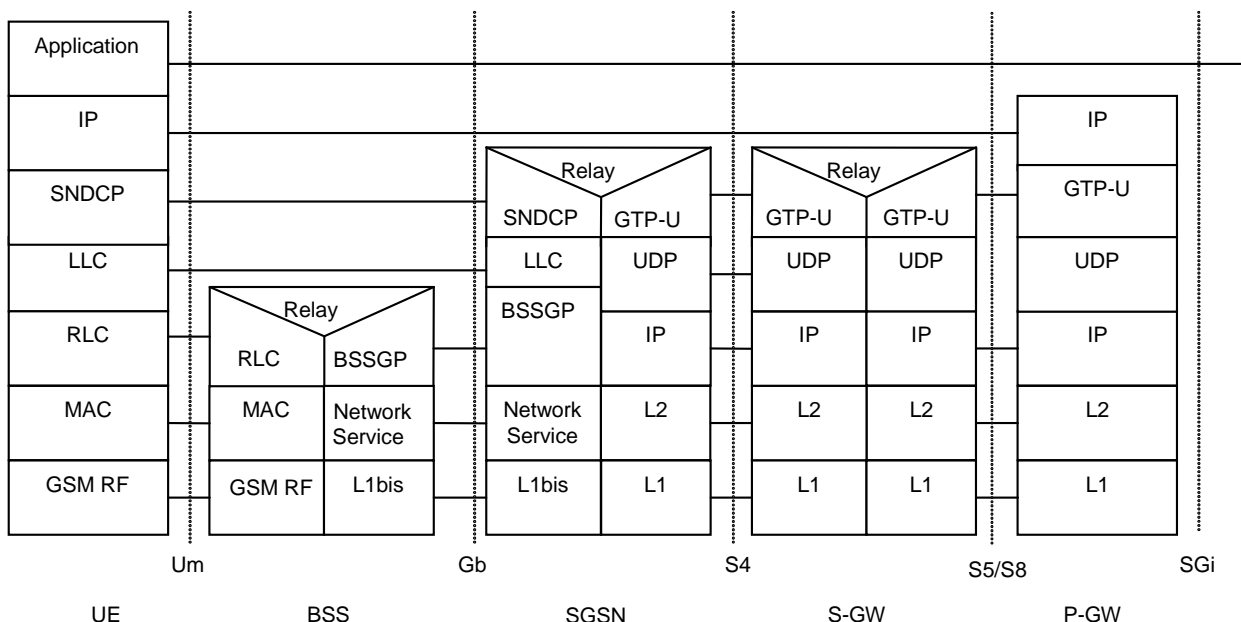 Application
IP
IP
Relay
Relay
SNDCP
GTP-U
SNDCP
GTP-U
GTP-U
GTP-U
LLC
LLC
UDP
UDP
UDP
UDP
Relay
BSSGP
RLC
IP
IP
IP
IP
RLC
BSSGP
MAC
MAC
Network
Service
Network
Service
L2
L2
L2
L2
GSM RF
GSM RF
L1bis
L1bis
L1
L1
L1
L1
Um
Gb
S4
S5/S8
SGi
UE
BSS
SGSN
S-GW
P-GW